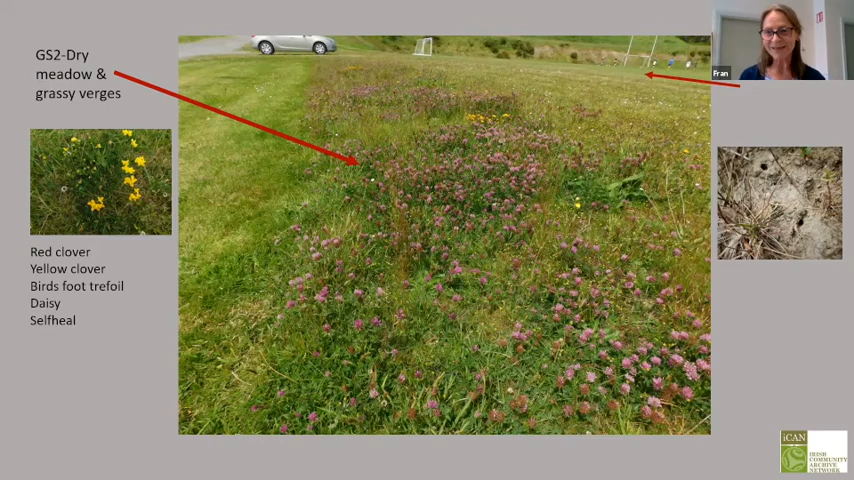 GS2-Dry
meadow &
grassy verges
Fran
Red clover
Yellow clover
Birds foot trefoil
Daisy
Selfheal
iCAN
IRISH
COMMUNITY
ARCHIVE
NETWORK